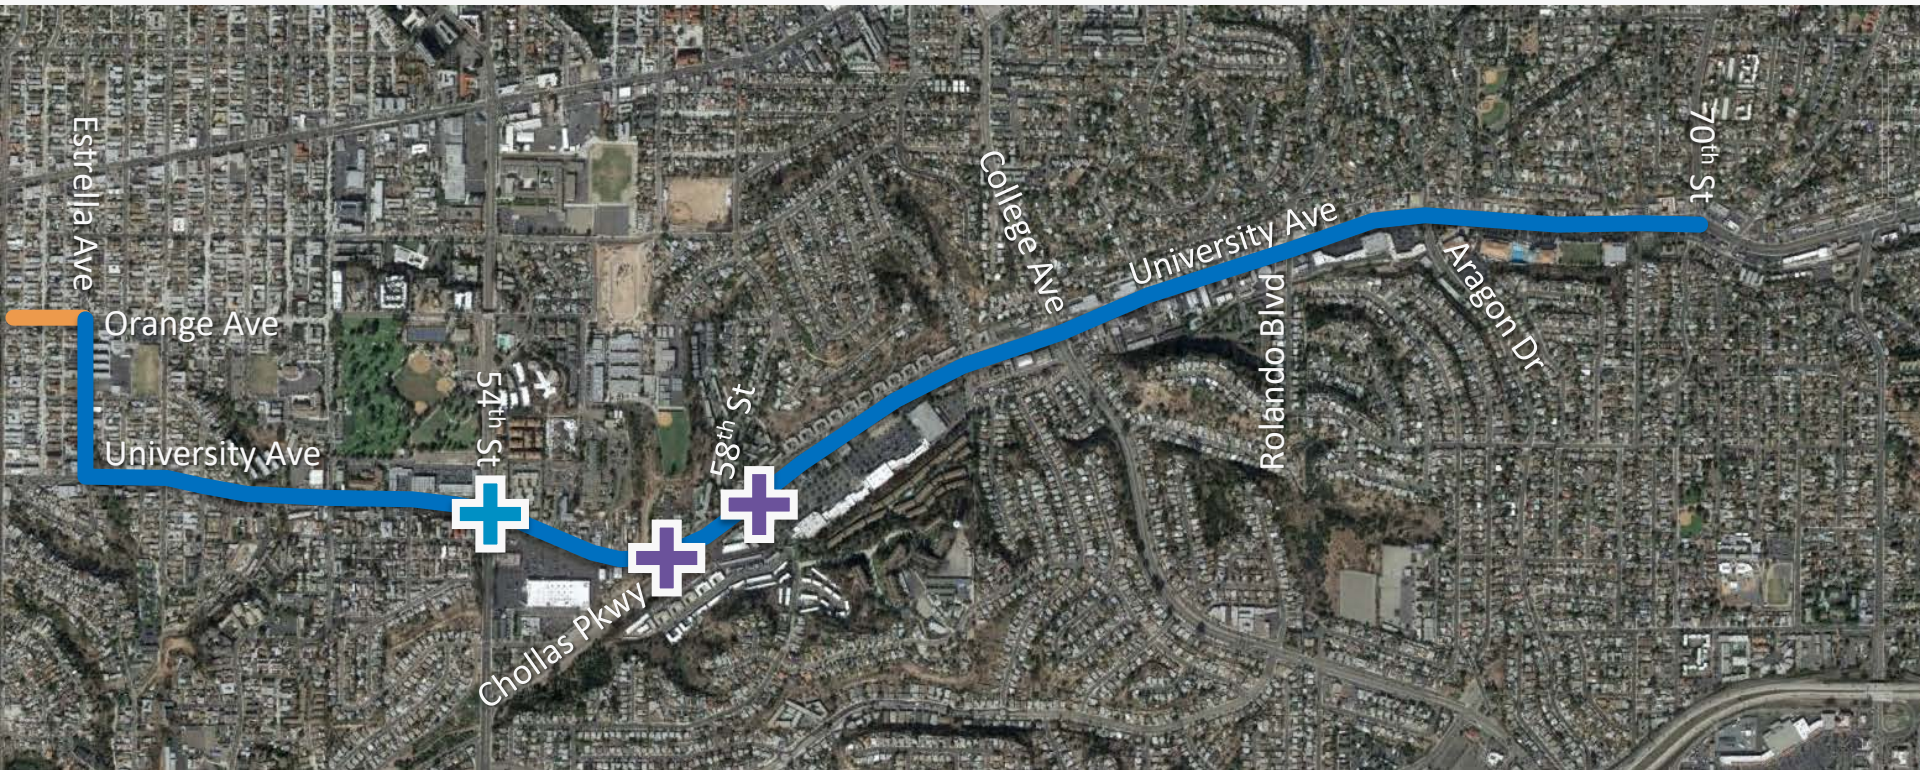 Estrella Ave
Orange Ave
University Ave
54th St
Chollas Pkwy
58th St
College Ave
University Ave
Rolando Blvd
Aragon Dr
70th St